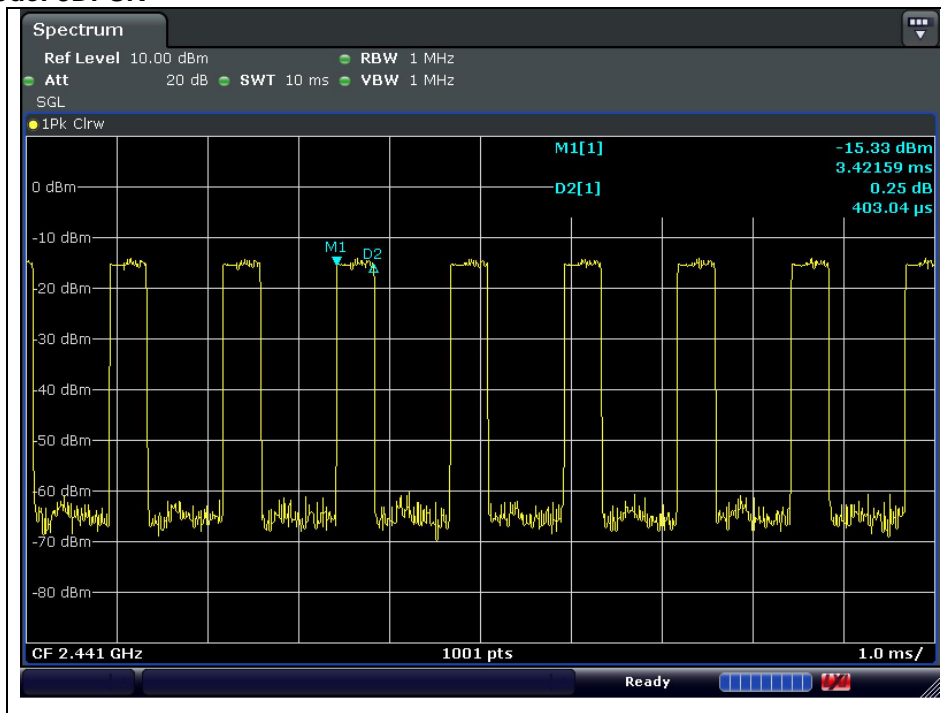 Spectrum
Ref Level 10.00 dBm RBW 1 MHz
Att 20 dB SWT 10 ms VBW 1 MHz
SGL
1Pk Clrw
M1[1] -15.33 dBm
3.42159 ms
0 dBm D2[1] 0.25 dB
403.04 µs
-10 dBm
M1 D2
-20 dBm
-30 dBm
-40 dBm
-50 dBm
-60 dBm
-70 dBm
-80 dBm
CF 2.441 GHz 1001 pts 1.0 ms/
Ready